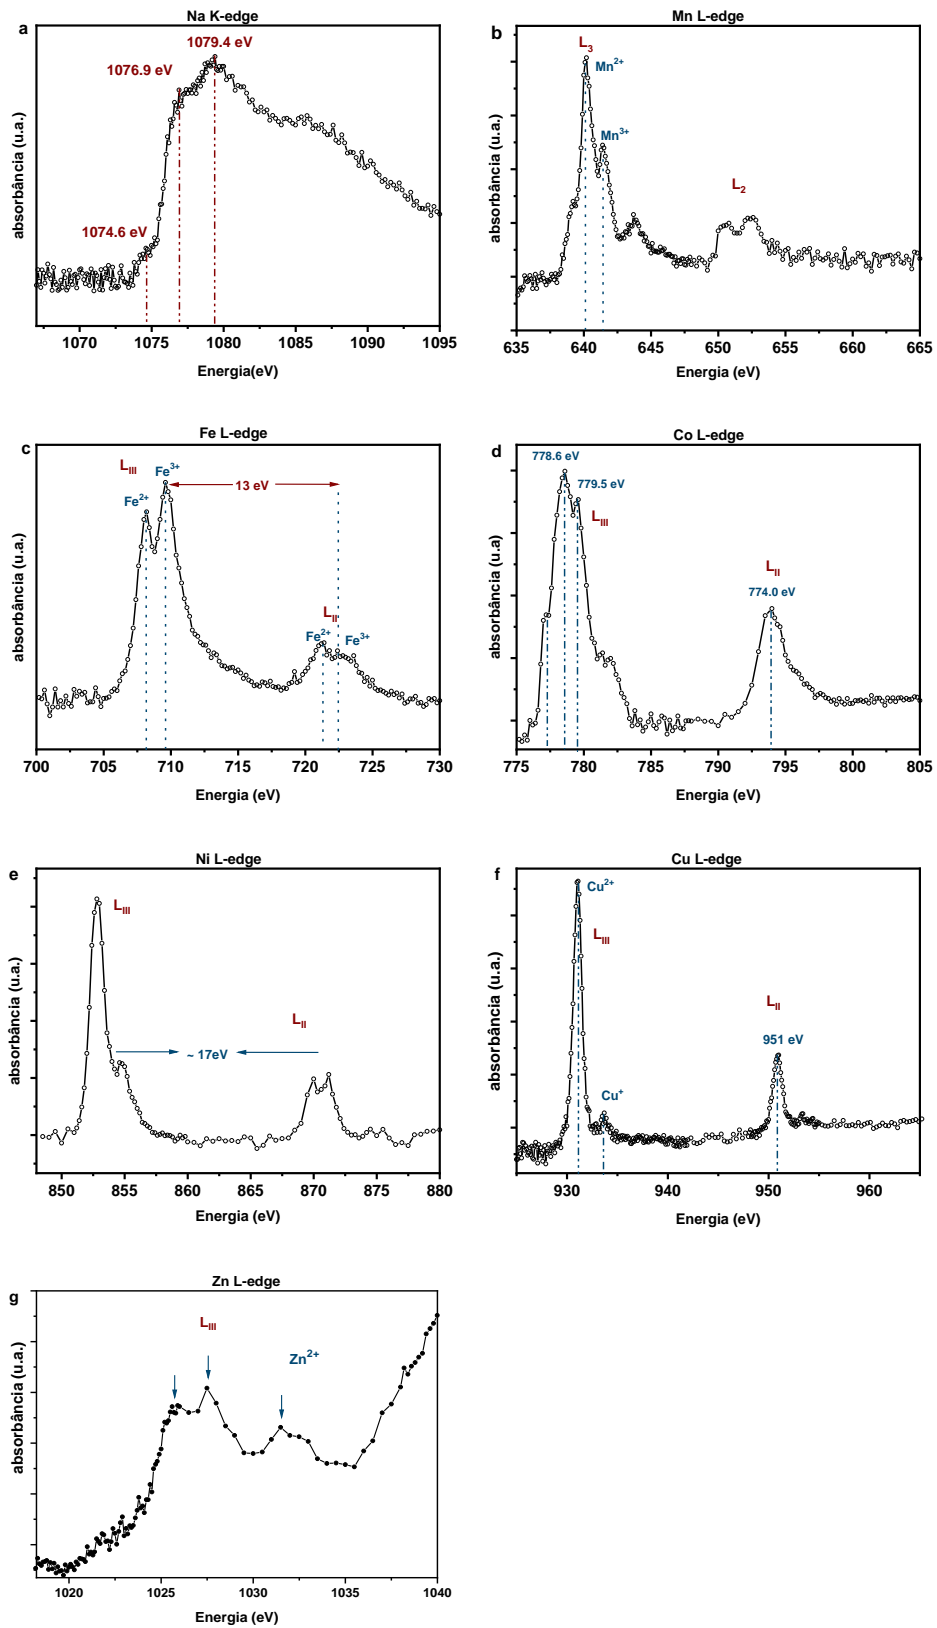 Na K-edge
a
1079.4 eV
1076.9 eV
1074.6 eV
absorbância (u.a.)
1070 1075 1080 1085 1090 1095
Energia(eV)
Mn L-edge
b
L3
Mn2+
Mn3+
L2
absorbância (u.a.)
635 640 645 650 655 660 665
Energia (eV)
Fe L-edge
c
LIII
Fe3+
13 eV
Fe2+
LII
Fe2+ Fe3+
absorbância (u.a.)
700 705 710 715 720 725 730
Energia (eV)
Co L-edge
d
778.6 eV
779.5 eV
LIII
LII
774.0 eV
absorbância (u.a)
775 780 785 790 795 800 805
Energia (eV)
Ni L-edge
e
LIII
LII
~ 17eV
absorbância (u.a.)
850 855 860 865 870 875 880
Energia (eV)
Cu L-edge
f
Cu2+
LIII
LII
951 eV
Cu+
absorbância (u.a.)
930 940 950 960
Energia (eV)
Zn L-edge
g
LIII
Zn2+
absorbância (u.a.)
1020 1025 1030 1035 1040
Energia (eV)